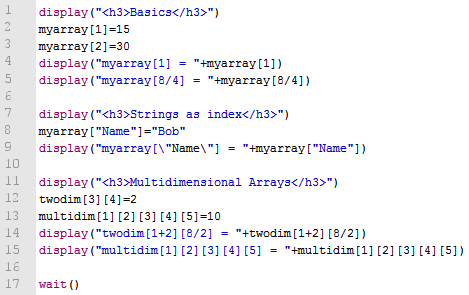 1 display("<h3>Basics</h3>")
2 myarray[1]=15
3 myarray[2]=30
4 display("myarray[1] = "+myarray[1])
5 display("myarray[8/4] = "+myarray[8/4])
6
7 display("<h3>Strings as index</h3>")
8 myarray["Name"]="Bob"
9 display("myarray[\"Name\"] = "+myarray["Name"])
10
11 display("<h3>Multidimensional Arrays</h3>")
12 twodim[3][4]=2
13 multidim[1][2][3][4][5]=10
14 display("twodim[1+2][8/2] = "+twodim[1+2][8/2])
15 display("multidim[1][2][3][4][5] = "+multidim[1][2][3][4][5])
16
17 wait()